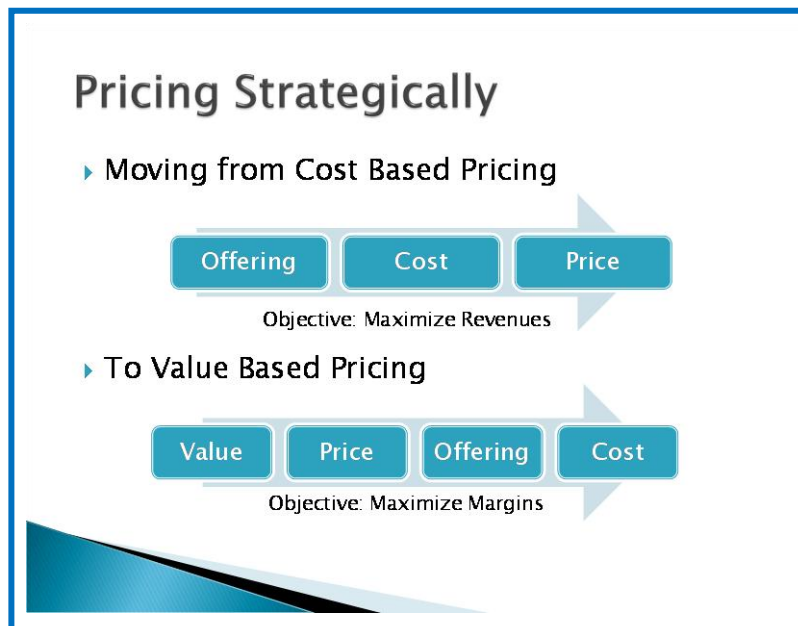 Pricing Strategically
Moving from Cost Based Pricing
Offering Cost Price
Objective: Maximize Revenues
To Value Based Pricing
Value Price Offering Cost
Objective: Maximize Margins